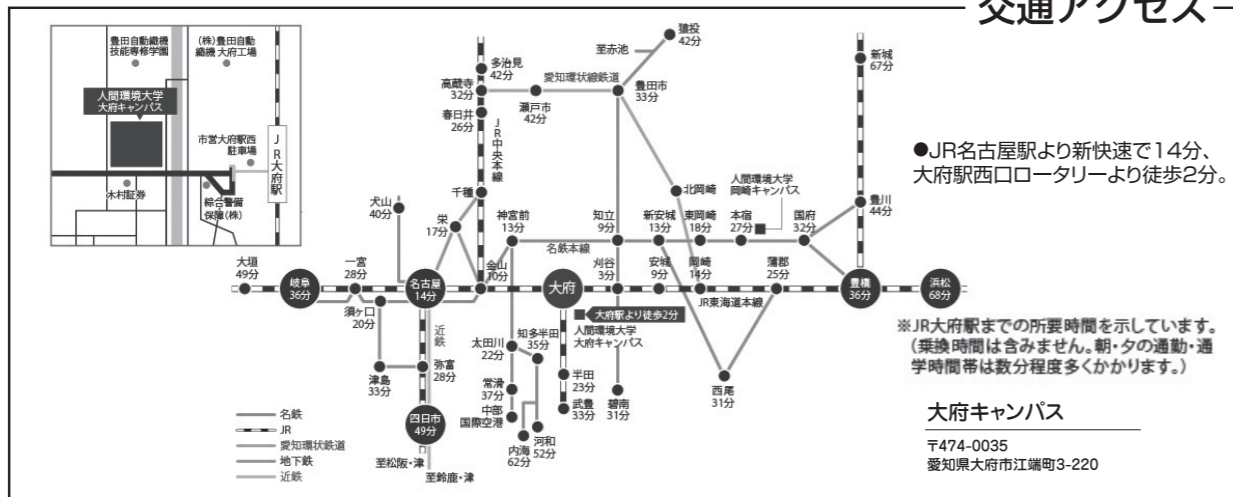 交通アクセス
豊田自動織機
技能専修学園
(株)豊田自動
織機 大府工場
人間環境大学
大府キャンパス
市営大府駅西
駐車場
JR大府駅
木村証券
綜合警備
保障(株)
猿投
42分
至赤池
新城
67分
多治見
42分
愛知環状線鉄道
高蔵寺
32分
瀬戸市
42分
豊田市
33分
春日井
26分
JR中央本線
●JR名古屋駅より新快速で14分、
大府駅西口ロータリーより徒歩2分。
千種
北岡崎
人間環境大学
岡崎キャンパス
犬山
40分
栄
17分
神宮前
13分
知立
9分
新安城
13分
東岡崎
18分
本宿
27分
国府
32分
豊川
44分
名鉄本線
大垣
49分
岐阜
36分
一宮
28分
名古屋
14分
金山
10分
大府
刈谷
3分
安城
9分
岡崎
14分
蒲郡
25分
豊橋
36分
浜松
68分
JR東海道本線
須ヶ口
20分
近鉄
大府駅より徒歩2分
人間環境大学
大府キャンパス
※JR大府駅までの所要時間を示しています。
(乗換時間は含みません。朝・夕の通勤・通
学時間帯は数分程度多くかかります。)
太田川
22分
知多半田
35分
津島
33分
弥富
28分
半田
23分
常滑
37分
碧南
31分
西尾
31分
武豊
33分
中部
国際空港
四日市
49分
内海
62分
河和
52分
至松阪・津
至鈴鹿・津
名鉄
JR
愛知環状鉄道
地下鉄
近鉄
大府キャンパス
〒474-0035
愛知県大府市江端町3-220